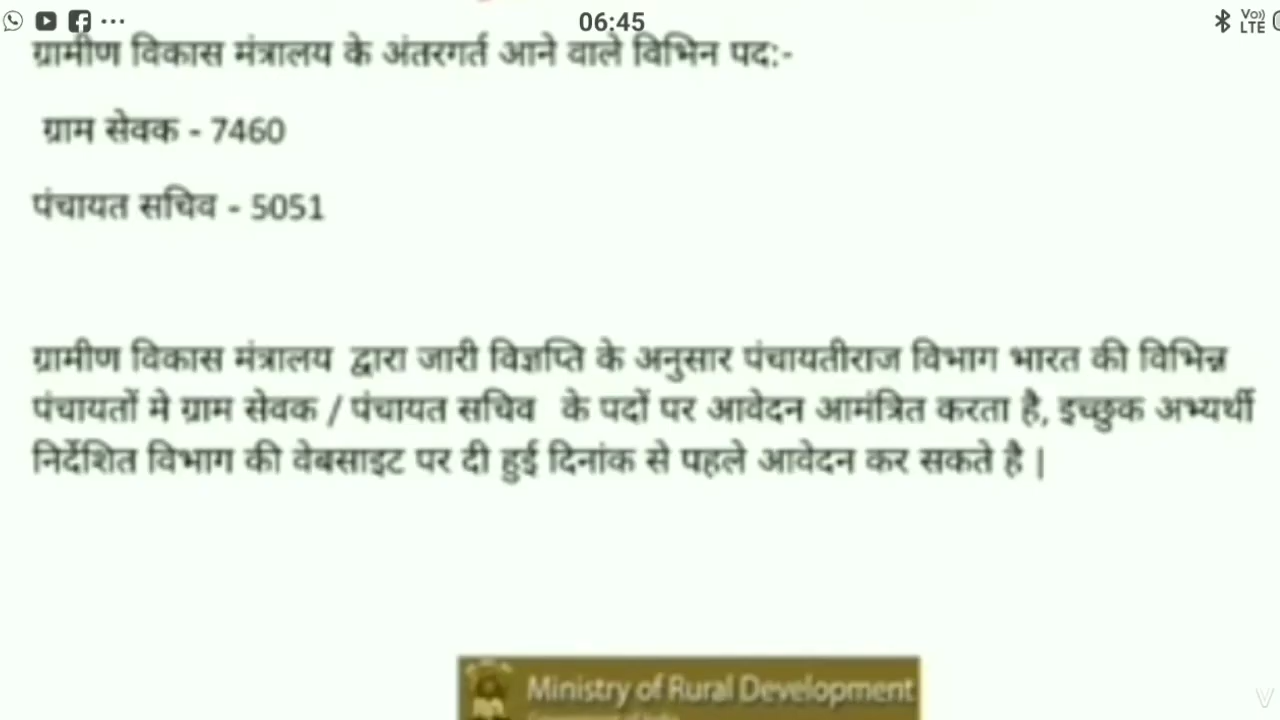 06:45
Vo)) LTE
ग्रामीण विकास मंत्रालय के अंतरगर्त आने वाले विभिन पद:-
ग्राम सेवक - 7460
पंचायत सचिव - 5051
ग्रामीण विकास मंत्रालय द्वारा जारी विज्ञप्ति के अनुसार पंचायतीराज विभाग भारत की विभिन्न
पंचायतों मे ग्राम सेवक / पंचायत सचिव के पदों पर आवेदन आमंत्रित करता है, इच्छुक अभ्यर्थी
निर्देशित विभाग की वेबसाइट पर दी हुई दिनांक से पहले आवेदन कर सकते है |
Ministry of Rural Development